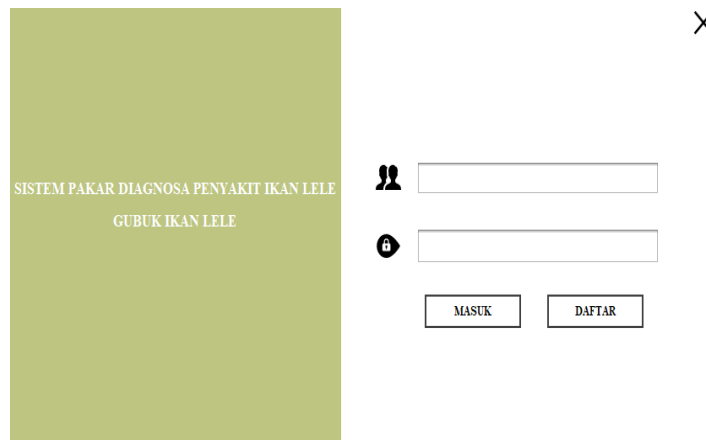 SISTEM PAKAR DIAGNOSA PENYAKIT IKAN LELE
GUBUK IKAN LELE
MASUK
DAFTAR